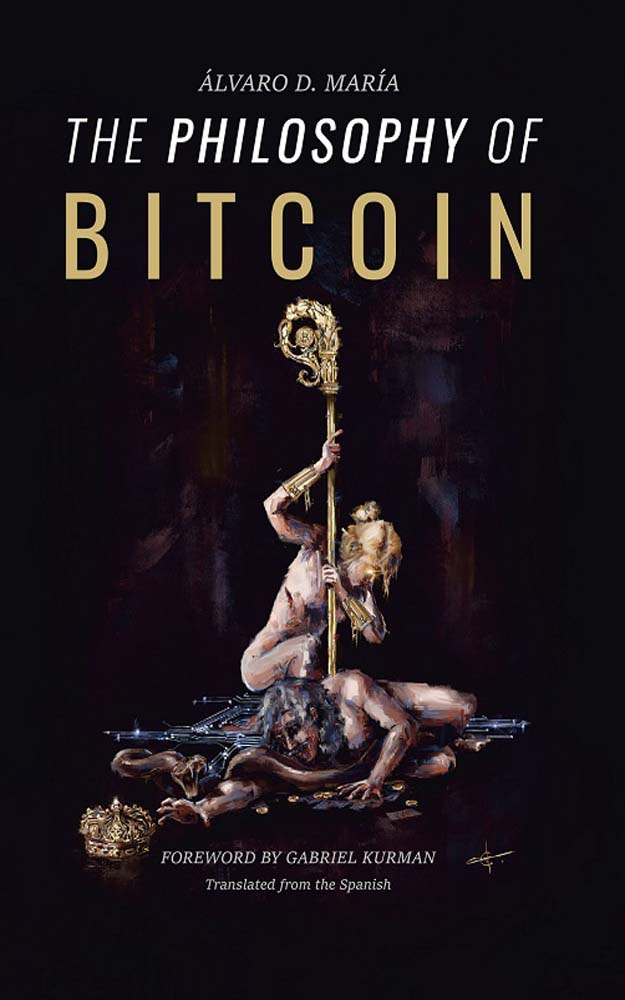 ÁLVARO D. MARÍA
THE PHILOSOPHY OF
BITCOIN
FOREWORD BY GABRIEL KURMAN
Translated from the Spanish